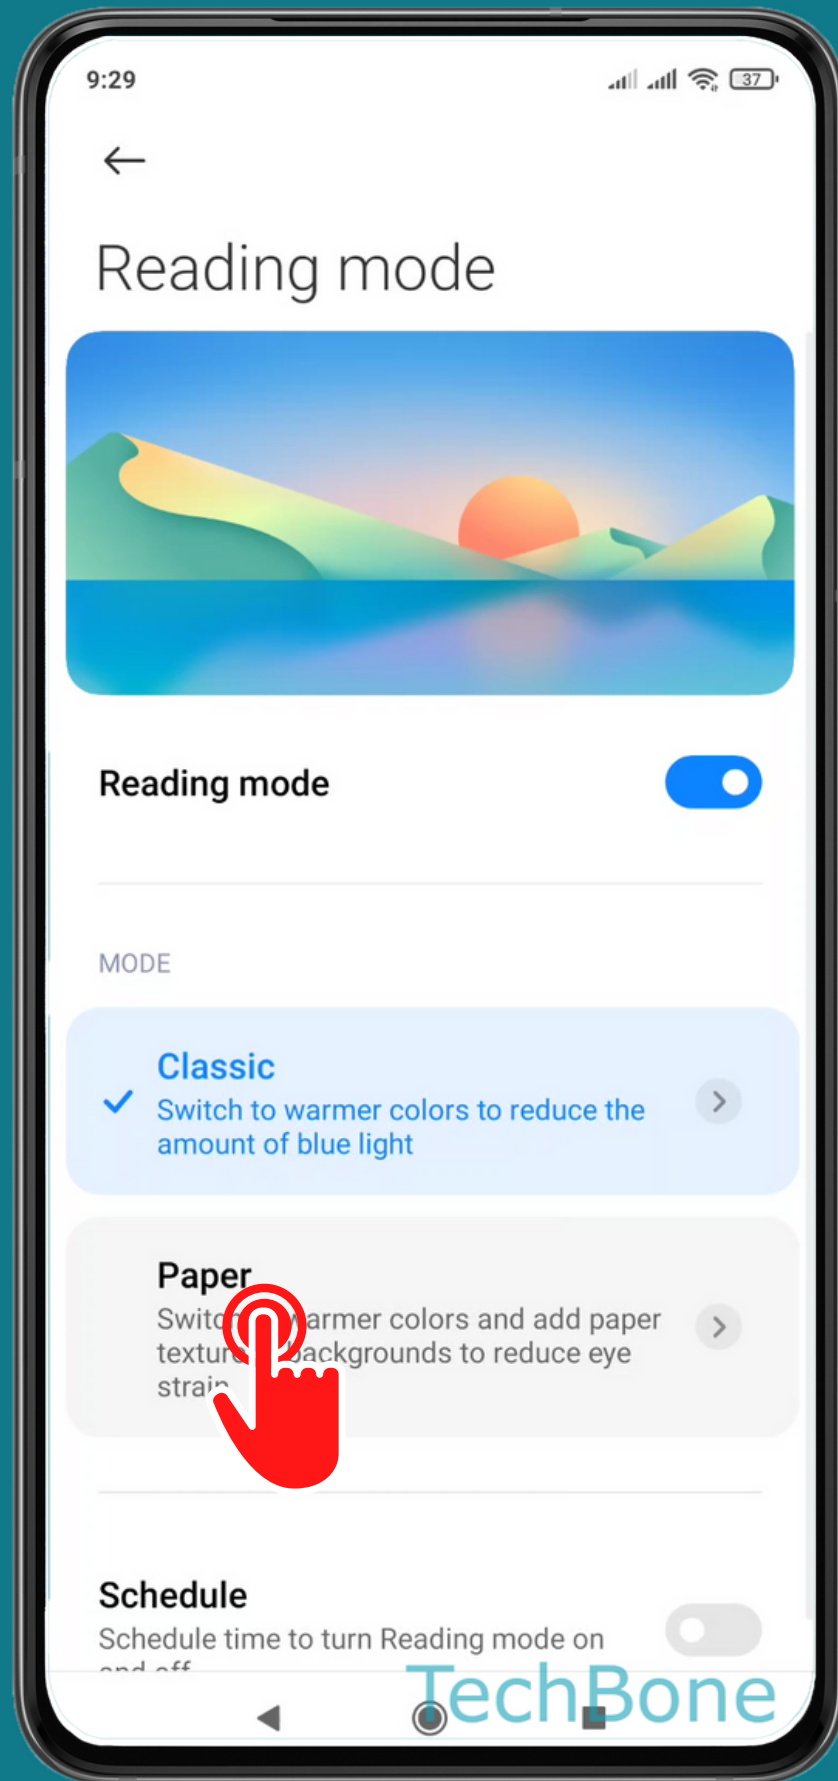 9:29
37
Reading mode
Reading mode
MODE
Classic
Switch to warmer colors to reduce the
amount of blue light
Paper
armer colors and add paper
backgrounds to reduce eye
Schedule
Schedule time to turn Reading mode on
and off
TechBone